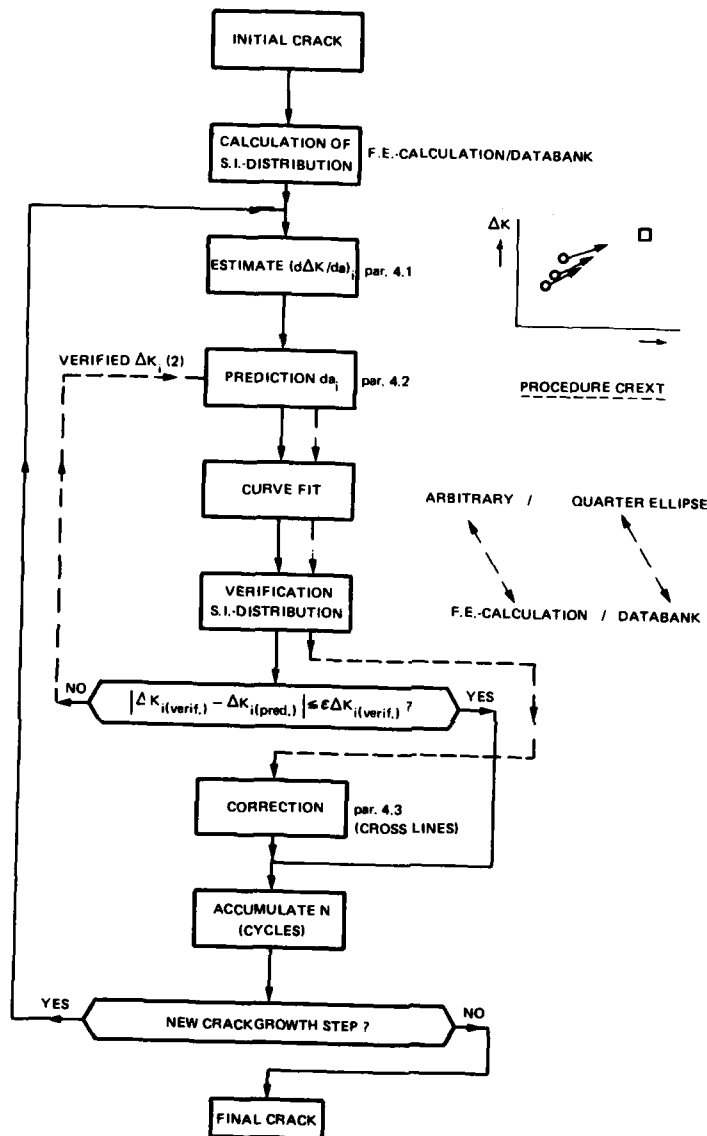 INITIAL CRACK
CALCULATION OF
S.I.-DISTRIBUTION
F.E.-CALCULATION/DATABANK
ΔK
ESTIMATE (dΔK/da)i
par. 4.1
VERIFIED ΔKi (2)
PREDICTION dai
par. 4.2
PROCEDURE CREXT
CURVE FIT
ARBITRARY / QUARTER ELLIPSE
VERIFICATION
S.I.-DISTRIBUTION
F.E.-CALCULATION / DATABANK
NO
|ΔKi(verif.) − ΔKi(pred.)| ≤ εΔKi(verif.) ?
YES
CORRECTION
par. 4.3
(CROSS LINES)
ACCUMULATE N
(CYCLES)
YES
NEW CRACKGROWTH STEP ?
NO
FINAL CRACK